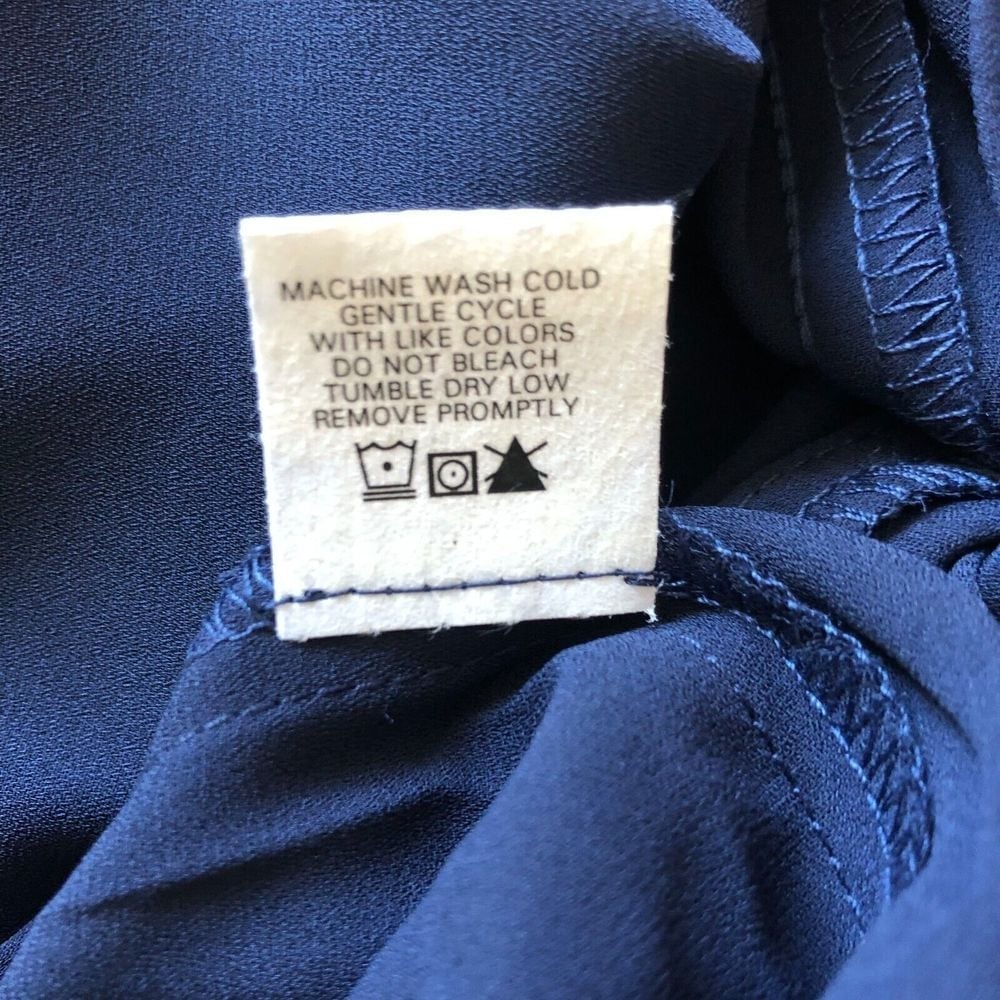 MACHINE WASH COLD
GENTLE CYCLE
WITH LIKE COLORS
DO NOT BLEACH
TUMBLE DRY LOW
REMOVE PROMPTLY